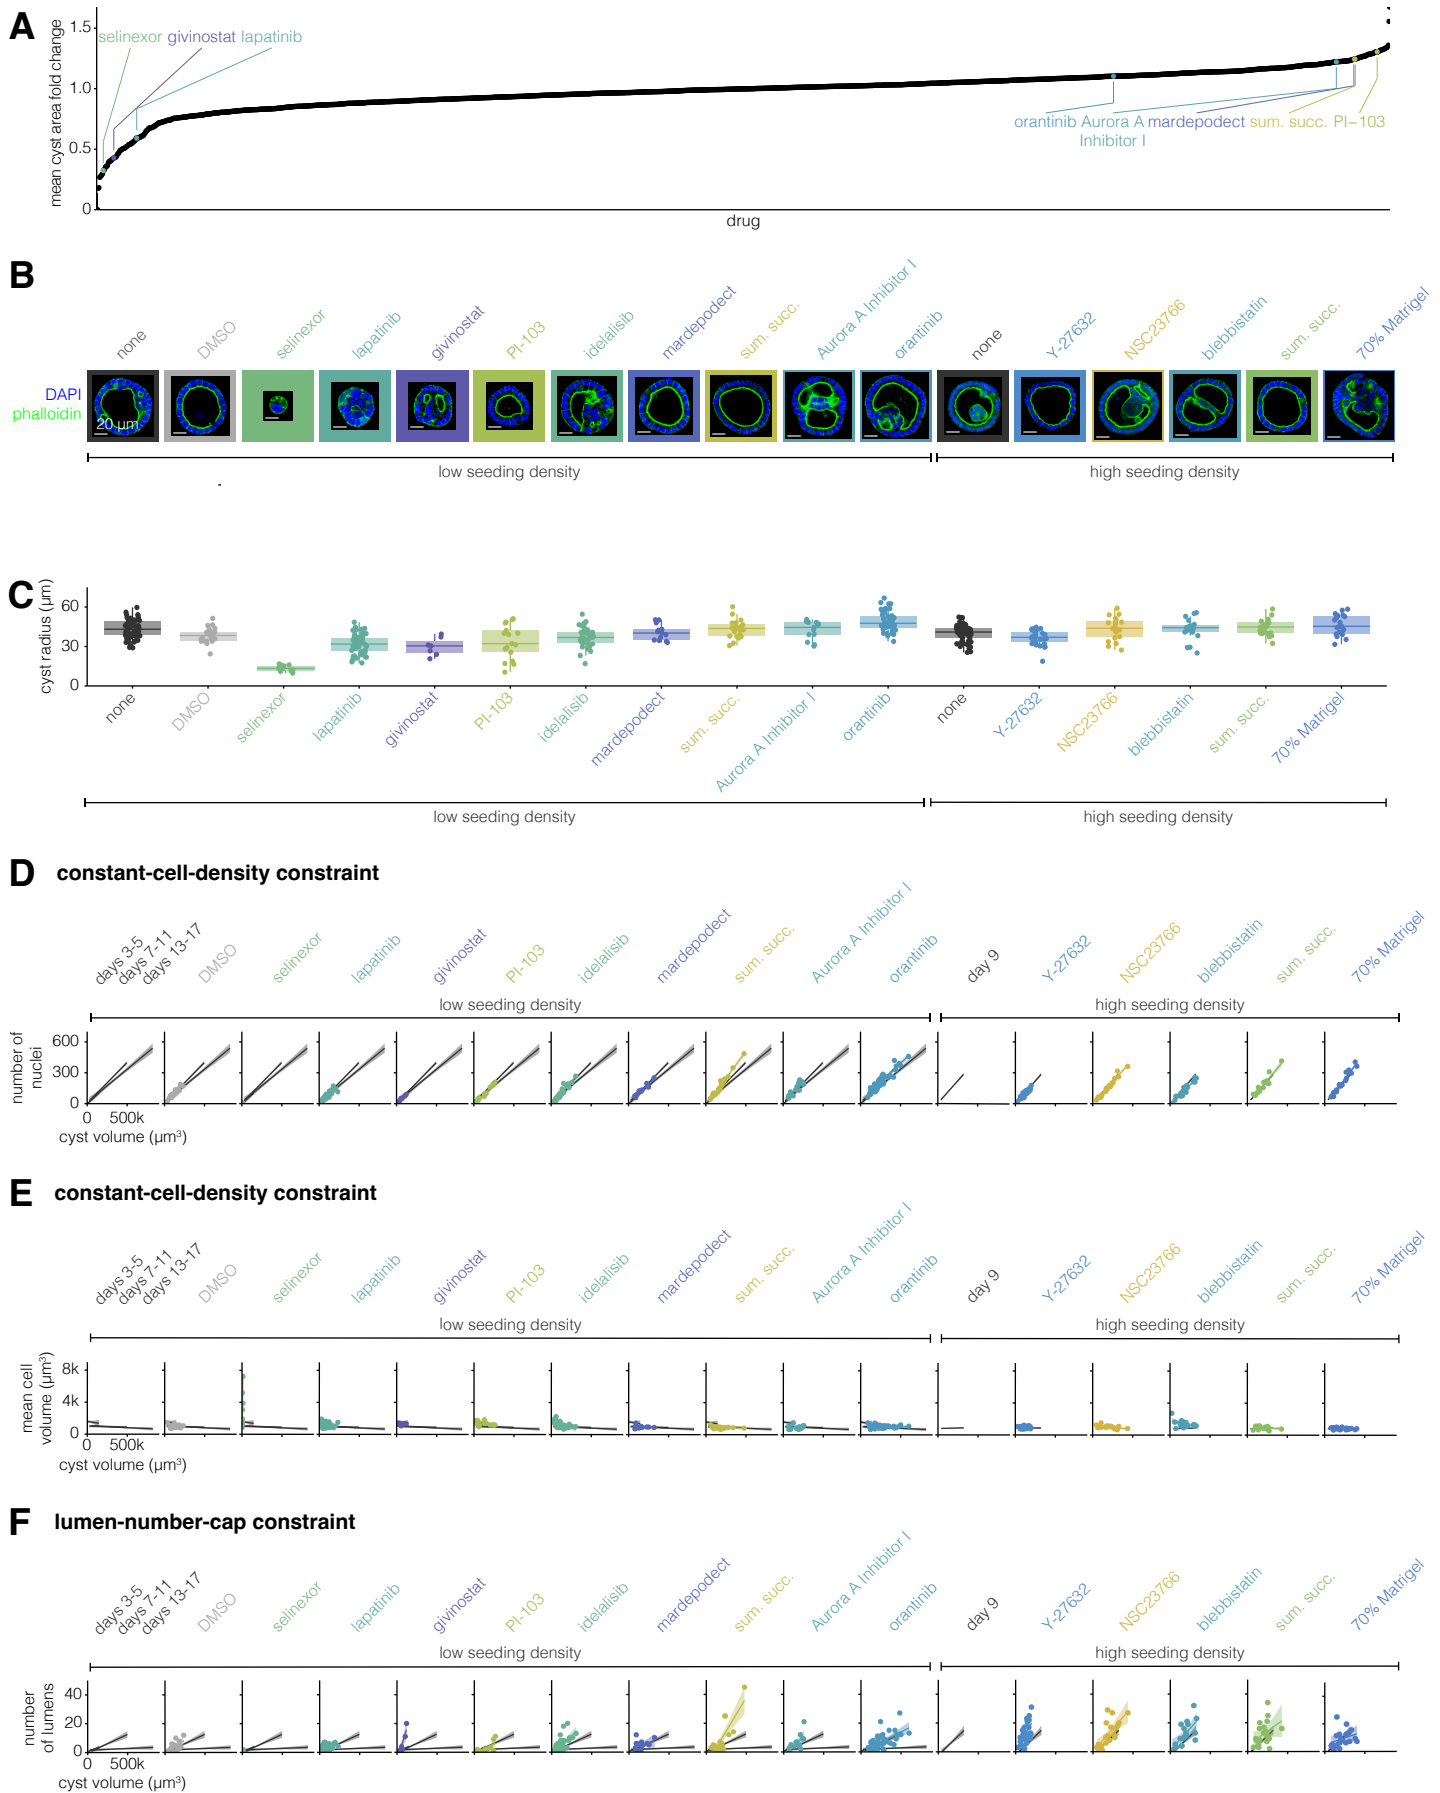 A
mean cyst area fold change
1.5
1.0
0.5
0
selinexor givinostat lapatinib
orantinib Aurora A mardepodect sum. succ. PI–103
Inhibitor I
drug
B
none
DMSO
selinexor
lapatinib
givinostat
PI-103
idelalisib
mardepodect
sum. succ.
Aurora A Inhibitor I
orantinib
none
Y-27632
NSC23766
blebbistatin
sum. succ.
70% Matrigel
DAPI
phalloidin
20 µm
low seeding density
high seeding density
C
cyst radius (µm)
60
30
0
none
DMSO
selinexor
lapatinib
givinostat
PI-103
idelalisib
mardepodect
sum. succ.
Aurora A Inhibitor I
orantinib
none
Y-27632
NSC23766
blebbistatin
sum. succ.
70% Matrigel
low seeding density
high seeding density
D constant-cell-density constraint
days 3-5
days 7-11
days 13-17
DMSO
selinexor
lapatinib
givinostat
PI-103
idelalisib
mardepodect
sum. succ.
Aurora A Inhibitor I
orantinib
day 9
Y-27632
NSC23766
blebbistatin
sum. succ.
70% Matrigel
low seeding density
high seeding density
number of
nuclei
600
300
0
0 500k
cyst volume (µm³)
E constant-cell-density constraint
days 3-5
days 7-11
days 13-17
DMSO
selinexor
lapatinib
givinostat
PI-103
idelalisib
mardepodect
sum. succ.
Aurora A Inhibitor I
orantinib
day 9
Y-27632
NSC23766
blebbistatin
sum. succ.
70% Matrigel
low seeding density
high seeding density
mean cell
volume (µm³)
8k
4k
0
0 500k
cyst volume (µm³)
F lumen-number-cap constraint
days 3-5
days 7-11
days 13-17
DMSO
selinexor
lapatinib
givinostat
PI-103
idelalisib
mardepodect
sum. succ.
Aurora A Inhibitor I
orantinib
day 9
Y-27632
NSC23766
blebbistatin
sum. succ.
70% Matrigel
low seeding density
high seeding density
number
of lumens
40
20
0
0 500k
cyst volume (µm³)